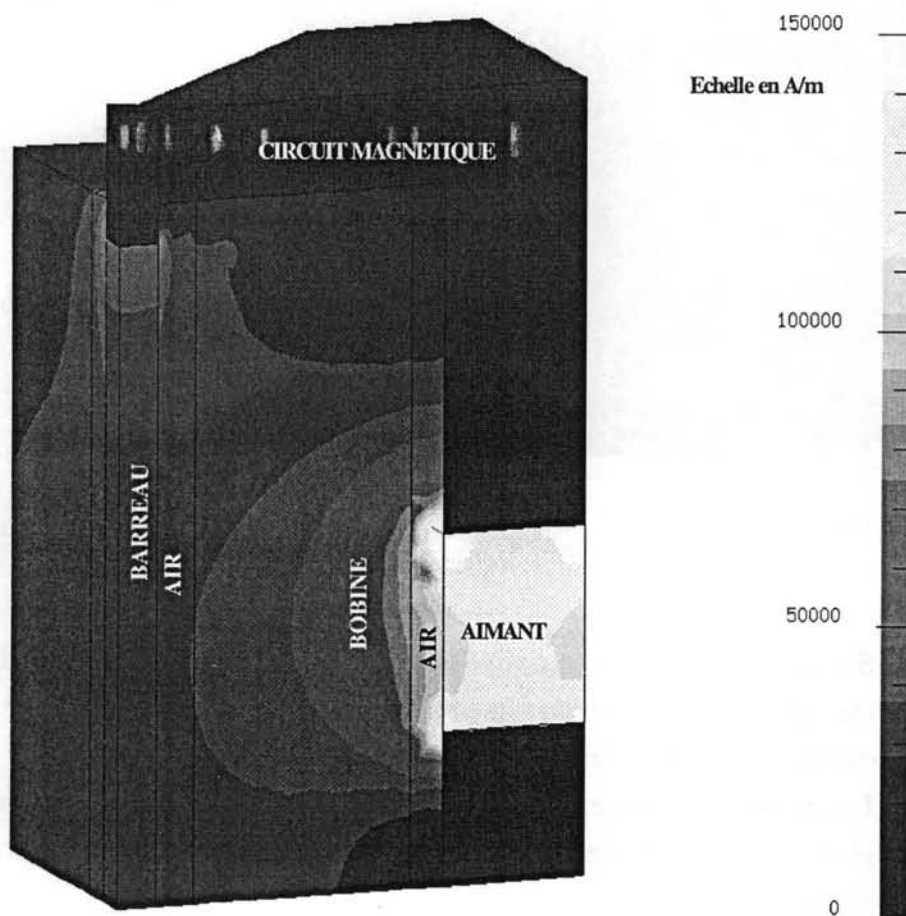 150000
Echelle en A/m
CIRCUIT MAGNETIQUE
100000
BARREAU
AIR
BOBINE
AIR
AIMANT
50000
0